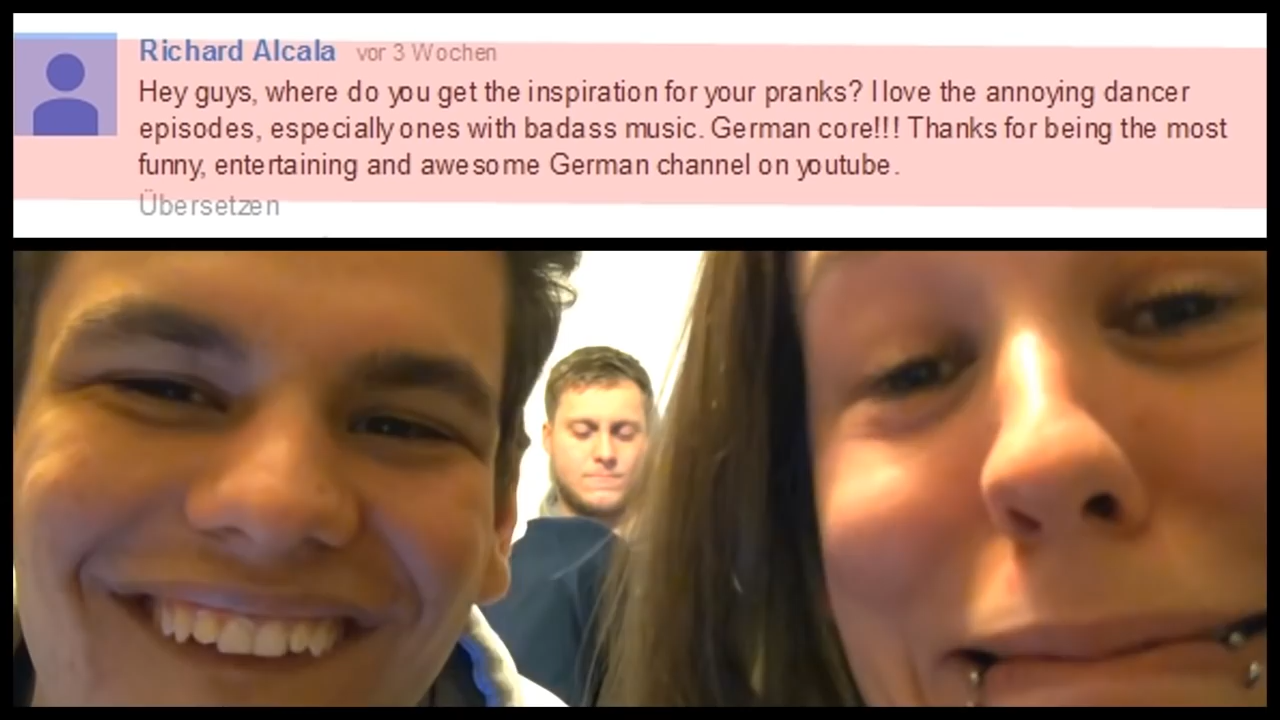 Richard Alcala vor 3 Wochen
Hey guys, where do you get the inspiration for your pranks? I love the annoying dancer
episodes, especially ones with badass music. German core!!! Thanks for being the most
funny, entertaining and awesome German channel on youtube.
Übersetzen